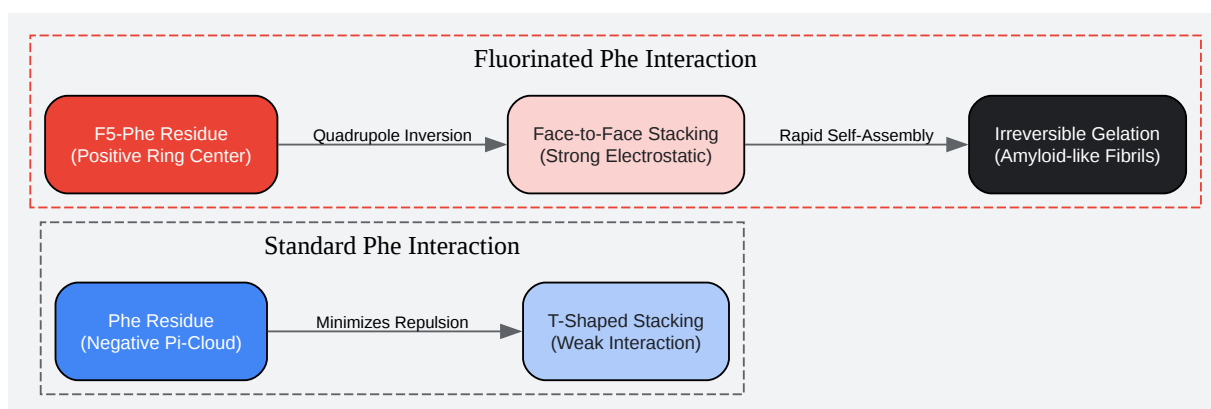 Fluorinated Phe Interaction
F5-Phe Residue
(Positive Ring Center)
Quadrupole Inversion
Face-to-Face Stacking
(Strong Electrostatic)
Rapid Self-Assembly
Irreversible Gelation
(Amyloid-like Fibrils)
Standard Phe Interaction
Phe Residue
(Negative Pi-Cloud)
Minimizes Repulsion
T-Shaped Stacking
(Weak Interaction)